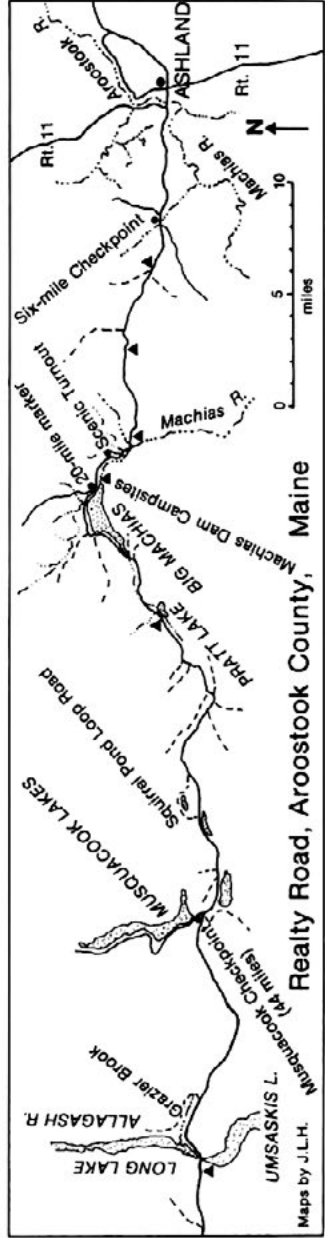 Aroostook R.
Rt. 11
ASHLAND
Rt. 11
N
Machias R.
Six-mile Checkpoint
10
5
0
miles
Scenic Turnout
20-mile marker
Machias R.
Machias Dam Campsites
BIG MACHIAS
PRATT LAKE
Squirrel Pond Loop Road
MUSQUACOOK LAKES
Musquacook Checkpoint
(44 miles)
Grazier Brook
ALLAGASH R.
LONG LAKE
UMSASKIS L.
Realty Road, Aroostook County, Maine
Maps by J.L.H.